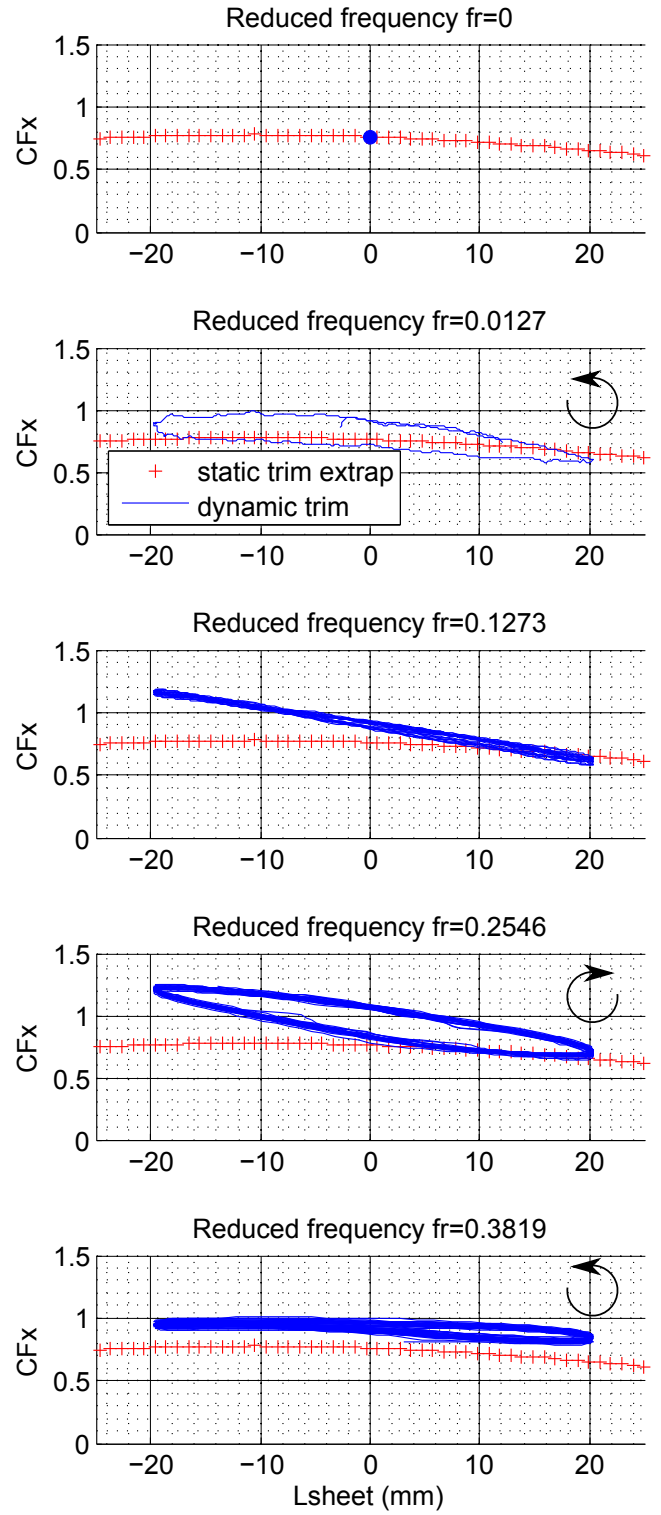 Reduced frequency fr=0
1.5
1
0.5
0
CFx
−20 −10 0 10 20
Reduced frequency fr=0.0127
1.5
1
0.5
0
CFx
static trim extrap
dynamic trim
−20 −10 0 10 20
Reduced frequency fr=0.1273
1.5
1
0.5
0
CFx
−20 −10 0 10 20
Reduced frequency fr=0.2546
1.5
1
0.5
0
CFx
−20 −10 0 10 20
Reduced frequency fr=0.3819
1.5
1
0.5
0
CFx
−20 −10 0 10 20
Lsheet (mm)